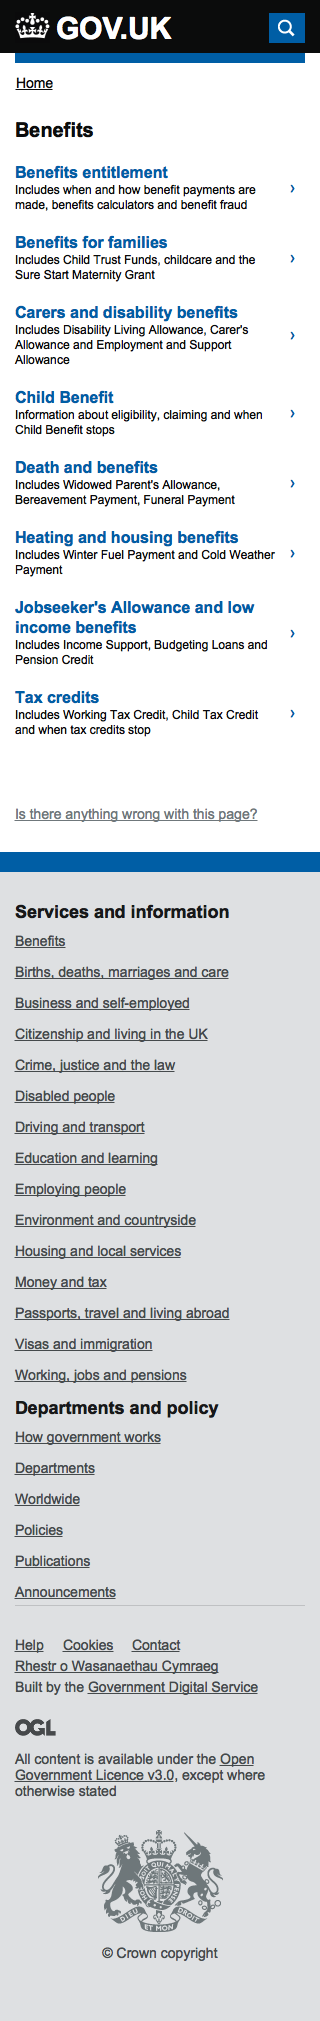 GOV.UK
Home
Benefits
Benefits entitlement
Includes when and how benefit payments are
made, benefits calculators and benefit fraud
Benefits for families
Includes Child Trust Funds, childcare and the
Sure Start Maternity Grant
Carers and disability benefits
Includes Disability Living Allowance, Carer's
Allowance and Employment and Support
Allowance
Child Benefit
Information about eligibility, claiming and when
Child Benefit stops
Death and benefits
Includes Widowed Parent's Allowance,
Bereavement Payment, Funeral Payment
Heating and housing benefits
Includes Winter Fuel Payment and Cold Weather
Payment
Jobseeker's Allowance and low
income benefits
Includes Income Support, Budgeting Loans and
Pension Credit
Tax credits
Includes Working Tax Credit, Child Tax Credit
and when tax credits stop
Is there anything wrong with this page?
Services and information
Benefits
Births, deaths, marriages and care
Business and self-employed
Citizenship and living in the UK
Crime, justice and the law
Disabled people
Driving and transport
Education and learning
Employing people
Environment and countryside
Housing and local services
Money and tax
Passports, travel and living abroad
Visas and immigration
Working, jobs and pensions
Departments and policy
How government works
Departments
Worldwide
Policies
Publications
Announcements
Help Cookies Contact
Rhestr o Wasanaethau Cymraeg
Built by the Government Digital Service
OGL
All content is available under the Open
Government Licence v3.0, except where
otherwise stated
DIEU ET MON DROIT
© Crown copyright